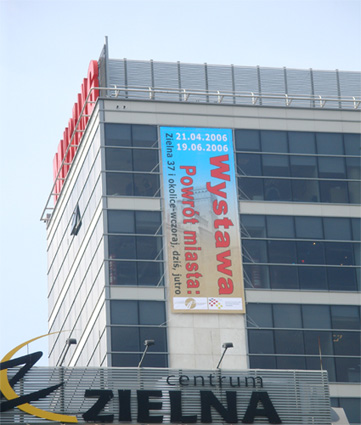 21.04.2006
19.06.2006
Wystawa
Powrót miasta:
Zielna 37 i okolice-wczoraj, dziś, jutro
centrum
ZIELNA